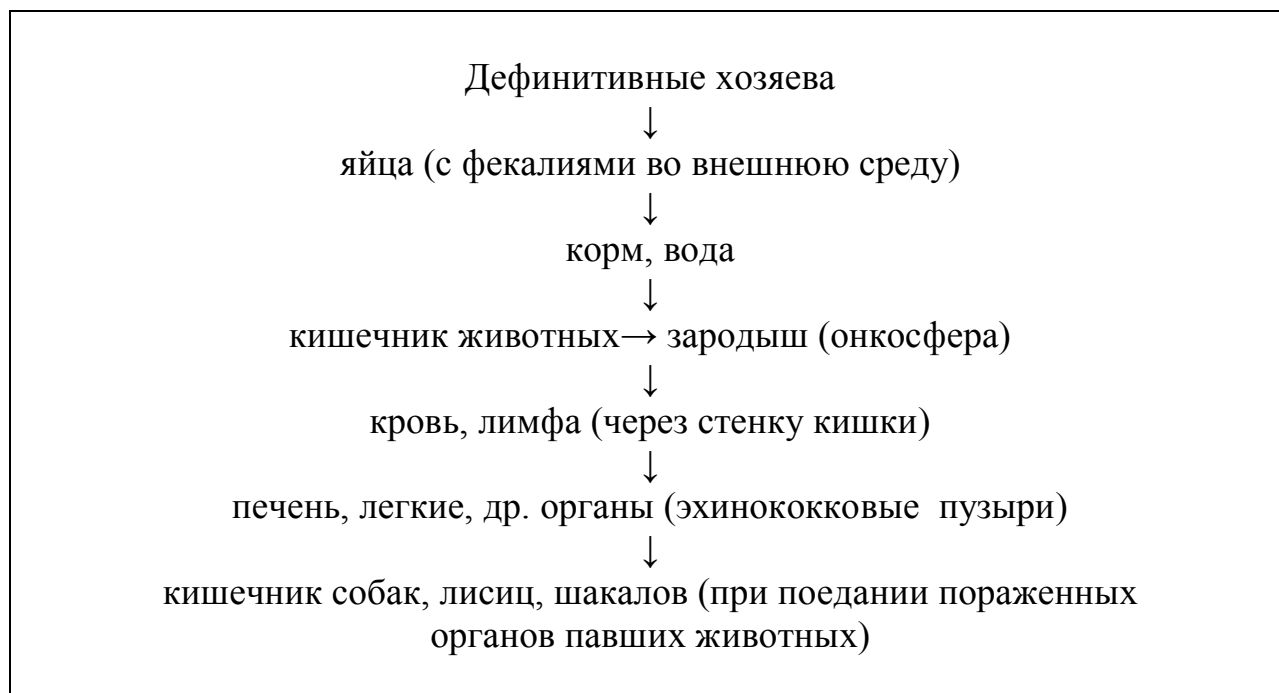 Дефинитивные хозяева
↓
яйца (с фекалиями во внешнюю среду)
↓
корм, вода
↓
кишечник животных→ зародыш (онкосфера)
↓
кровь, лимфа (через стенку кишки)
↓
печень, легкие, др. органы (эхинококковые пузыри)
↓
кишечник собак, лисиц, шакалов (при поедании пораженных
органов павших животных)